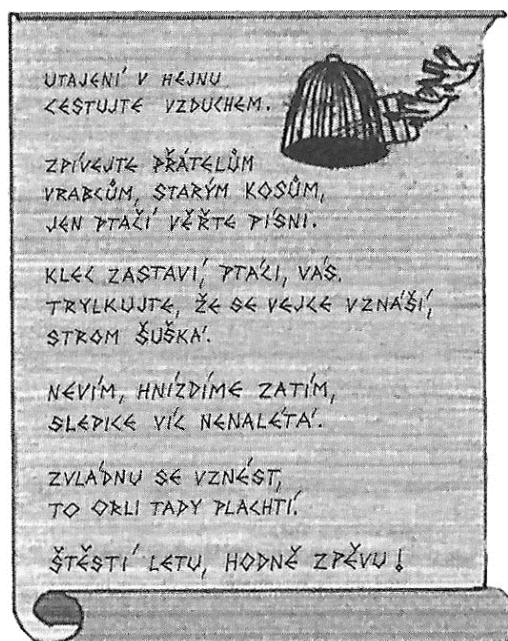 UTAJENÍ V HEJNU
CESTUJTE VZDUCHEM.
ZPÍVEJTE PŘÁTELŮM
VRABCŮM, STARÝM KOSŮM,
JEN PTAČÍ VĚŘTE PÍSNI.
KLEC ZASTAVÍ, PTÁCI, VÁS.
TRYLKUJTE, ŽE SE VEJCE VZNÁŠÍ,
STROM ŠUŠKÁ.
NEVÍM, HNÍZDÍME ZATÍM,
SLEPICE VÍC NENALÉTÁ.
ZVLÁDNU SE VZNÉST,
TO ORLI TADY PLACHTÍ.
ŠTĚSTÍ LETU, HODNĚ ZPĚVU!